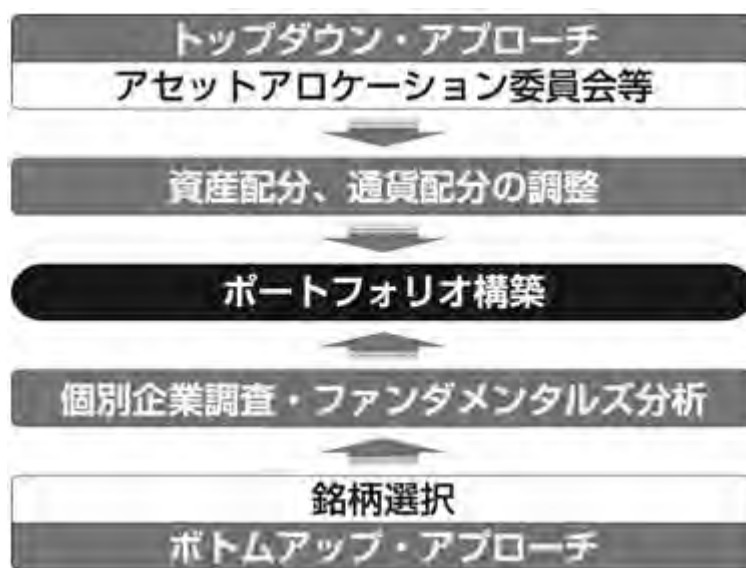 トップダウン・アプローチ
アセットアロケーション委員会等
資産配分、通貨配分の調整
ポートフォリオ構築
個別企業調査・ファンダメンタルズ分析
銘柄選択
ボトムアップ・アプローチ